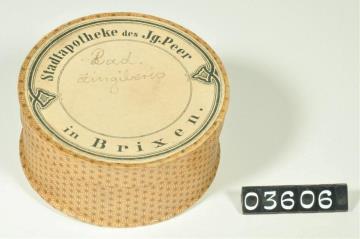 Stadtapotheke des Jg. Peer
Rad.
Zingiberis
in Brixen.
03606